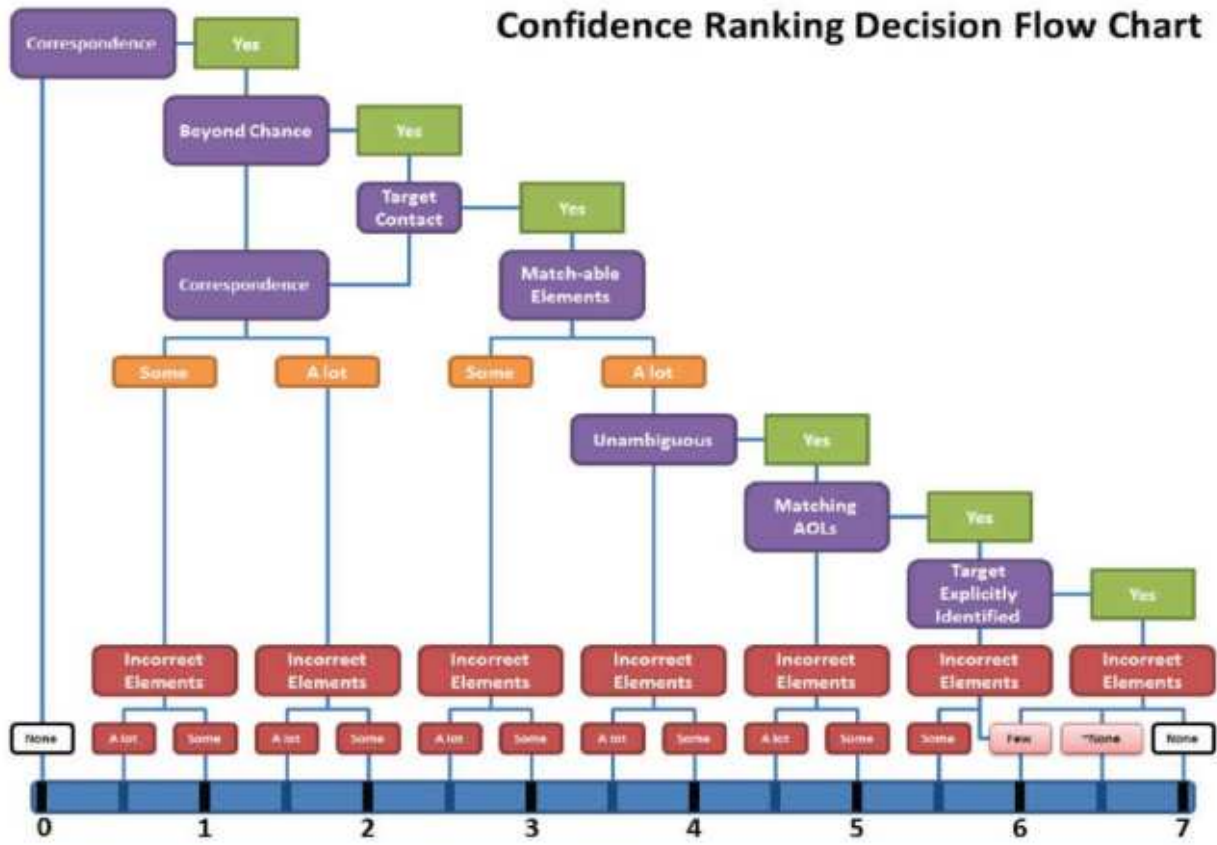 Confidence Ranking Decision Flow Chart
Correspondence
Yes
Beyond Chance
Yes
Target
Contact
Yes
Correspondence
Match-able
Elements
Some
A lot
Some
A lot
Unambiguous
Yes
Matching
AOLs
Yes
Target
Explicitly
Identified
Yes
Incorrect
Elements
Incorrect
Elements
Incorrect
Elements
Incorrect
Elements
Incorrect
Elements
Incorrect
Elements
Incorrect
Elements
None
A lot
Some
A lot
Some
A lot
Some
A lot
Some
A lot
Some
Some
Few
~None
None
0 1 2 3 4 5 6 7